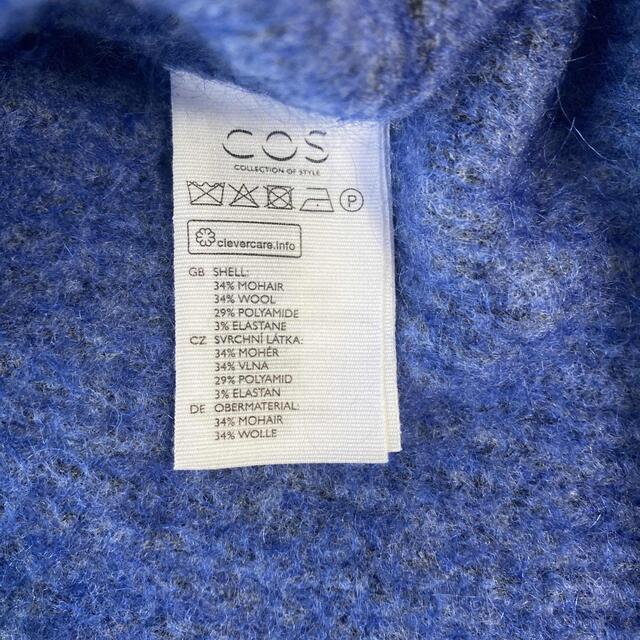 COS
COLLECTION OF STYLE
P
clevercare.info
GB SHELL:
34% MOHAIR
34% WOOL
29% POLYAMIDE
3% ELASTANE
CZ SVRCHNÍ LÁTKA:
34% MOHÉR
34% VLNA
29% POLYAMID
3% ELASTAN
DE OBERMATERIAL:
34% MOHAIR
34% WOLLE